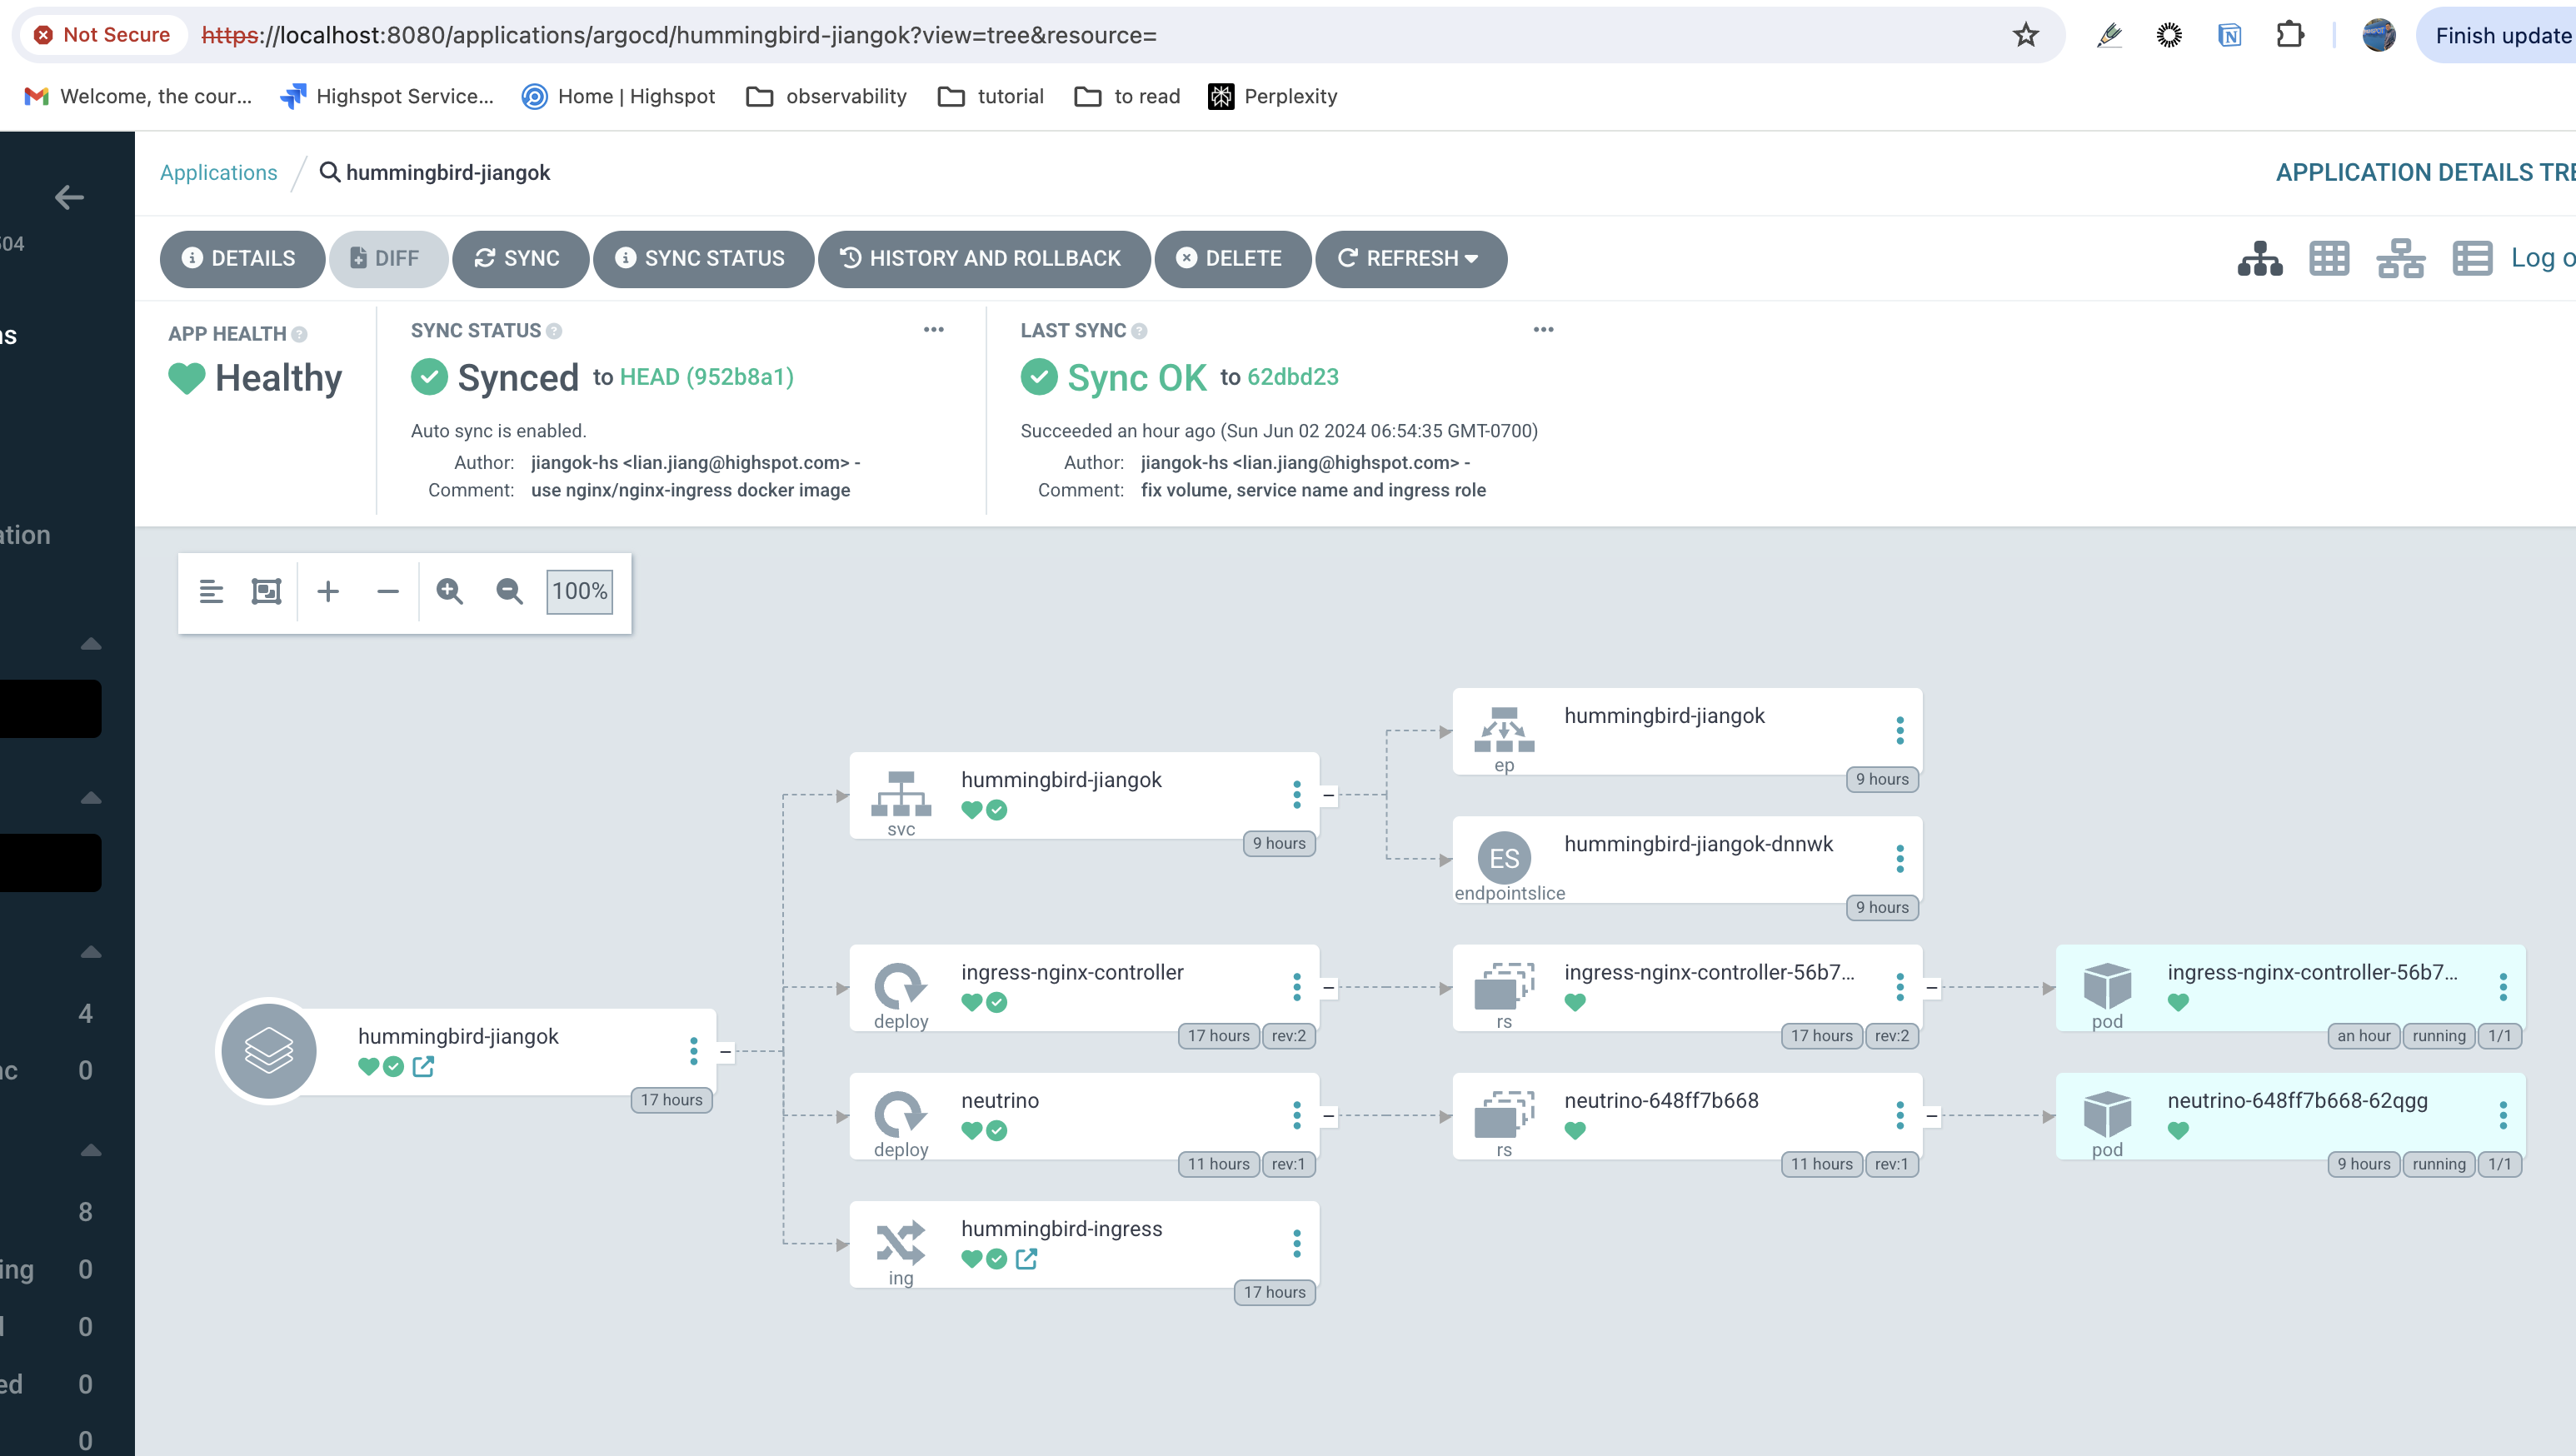 Not Secure https://localhost:8080/applications/argocd/hummingbird-jiangok?view=tree&resource= Finish update
Welcome, the cour... Highspot Service... Home | Highspot observability tutorial to read Perplexity
Applications / hummingbird-jiangok APPLICATION DETAILS TRE
DETAILS DIFF SYNC SYNC STATUS HISTORY AND ROLLBACK DELETE REFRESH Log o
APP HEALTH
Healthy
SYNC STATUS
Synced to HEAD (952b8a1)
Auto sync is enabled.
Author: jiangok-hs <lian.jiang@highspot.com> -
Comment: use nginx/nginx-ingress docker image
LAST SYNC
Sync OK to 62dbd23
Succeeded an hour ago (Sun Jun 02 2024 06:54:35 GMT-0700)
Author: jiangok-hs <lian.jiang@highspot.com> -
Comment: fix volume, service name and ingress role
504
ns
ation
4
nc 0
8
ing 0
0
ed 0
0
100%
hummingbird-jiangok
17 hours
hummingbird-jiangok
svc
9 hours
hummingbird-jiangok
ep
9 hours
ES
hummingbird-jiangok-dnnwk
endpointslice
9 hours
ingress-nginx-controller
deploy
17 hours rev:2
ingress-nginx-controller-56b7...
rs
17 hours rev:2
ingress-nginx-controller-56b7...
pod
an hour running 1/1
neutrino
deploy
11 hours rev:1
neutrino-648ff7b668
rs
11 hours rev:1
neutrino-648ff7b668-62qgg
pod
9 hours running 1/1
hummingbird-ingress
ing
17 hours